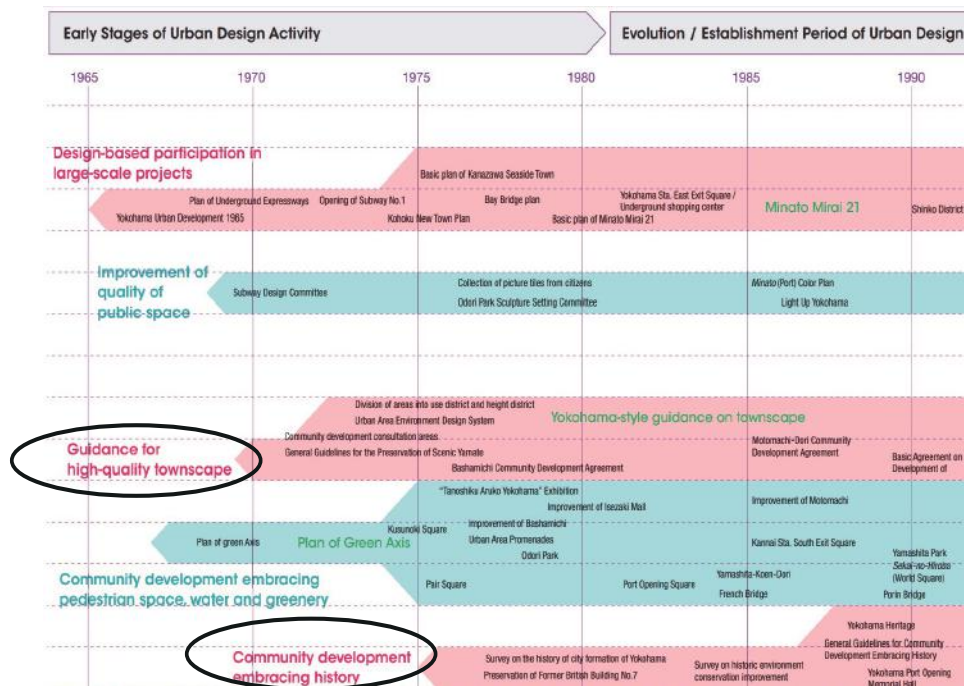 Early Stages of Urban Design Activity
Evolution / Establishment Period of Urban Design
1965 1970 1975 1980 1985 1990
Design-based participation in
large-scale projects
Basic plan of Kanazawa Seaside Town
Plan of Underground Expressways
Opening of Subway No.1
Bay Bridge plan
Yokohama Sta. East Exit Square /
Underground shopping center
Minato Mirai 21
Shinko District
Yokohama Urban Development 1965
Kohoku New Town Plan
Basic plan of Minato Mirai 21
Improvement of
quality of
public space
Subway Design Committee
Collection of picture tiles from citizens
Odori Park Sculpture Setting Committee
Minato (Port) Color Plan
Light Up Yokohama
Division of areas into use district and height district
Urban Area Environment Design System
Yokohama-style guidance on townscape
Community development consultation areas
General Guidelines for the Preservation of Scenic Yamate
Guidance for
high-quality townscape
Bashamichi Community Development Agreement
Motomachi-Dori Community
Development Agreement
Basic Agreement on
Development of
"Tanoshiku Aruko Yokohama" Exhibition
Improvement of Isezaki Mall
Improvement of Motomachi
Kusunoki Square
Improvement of Bashamichi
Urban Area Promenades
Odori Park
Plan of green Axis
Plan of Green Axis
Kannai Sta. South Exit Square
Yamashita Park
Sekai-no-Hiroba
(World Square)
Community development embracing
pedestrian space, water and greenery
Pair Square
Port Opening Square
Yamashita-Koen-Dori
French Bridge
Porin Bridge
Yokohama Heritage
General Guidelines for Community
Development Embracing History
Community development
embracing history
Survey on the history of city formation of Yokohama
Preservation of Former British Building No.7
Survey on historic environment
conservation improvement
Yokohama Port Opening
Memorial Hall